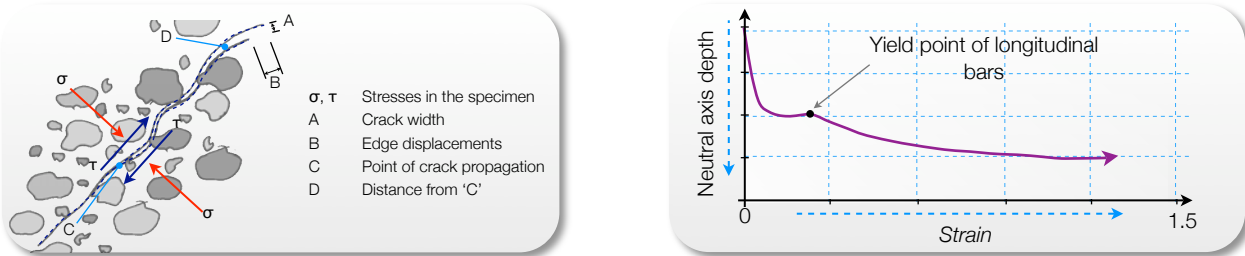 A
D
B
σ
τ
τ
σ
C
σ, τ Stresses in the specimen
A Crack width
B Edge displacements
C Point of crack propagation
D Distance from ‘C’
Neutral axis depth
Yield point of longitudinal
bars
0
1.5
Strain